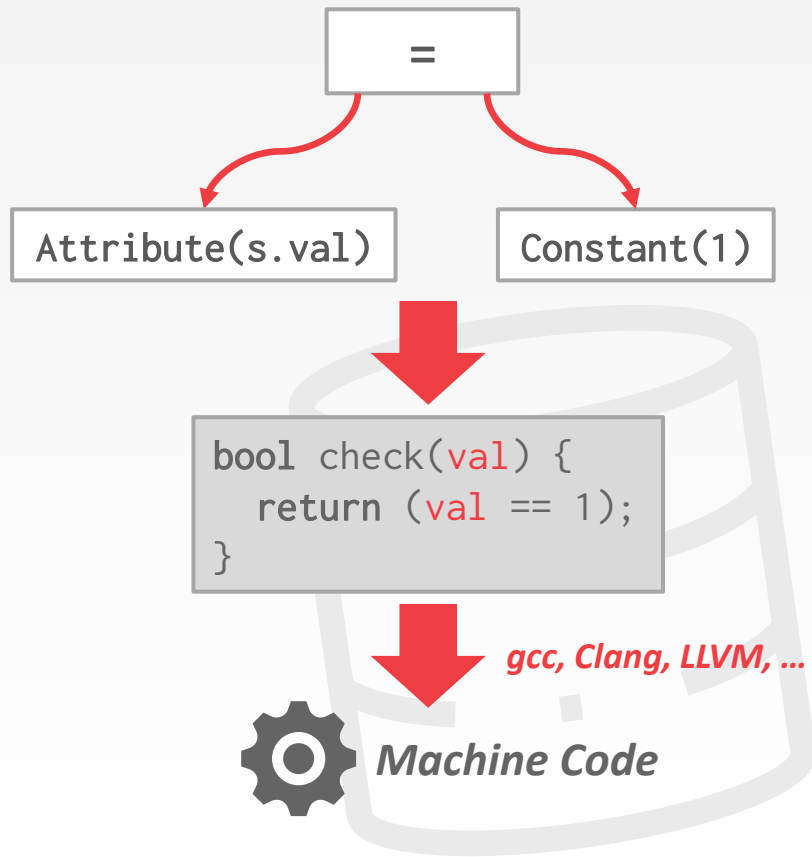 =
Attribute(s.val)
Constant(1)
bool check(val) {
  return (val == 1);
}
gcc, Clang, LLVM, …
Machine Code